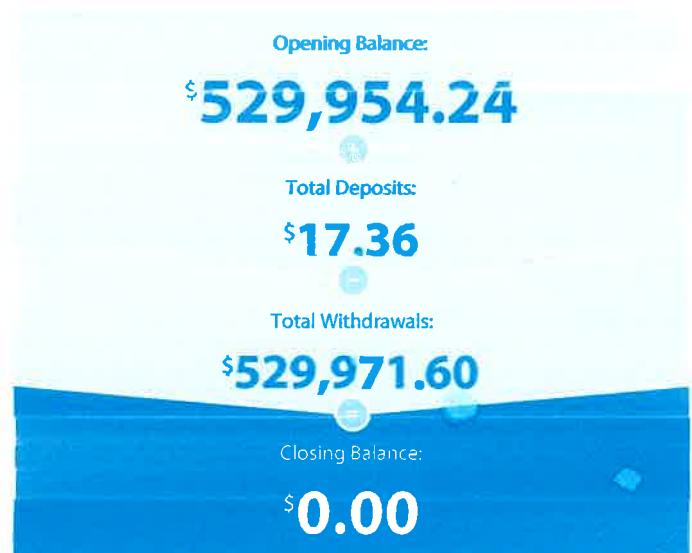 Opening Balance:
$529,954.24
+
Total Deposits:
$17.36
−
Total Withdrawals:
$529,971.60
=
Closing Balance:
$0.00